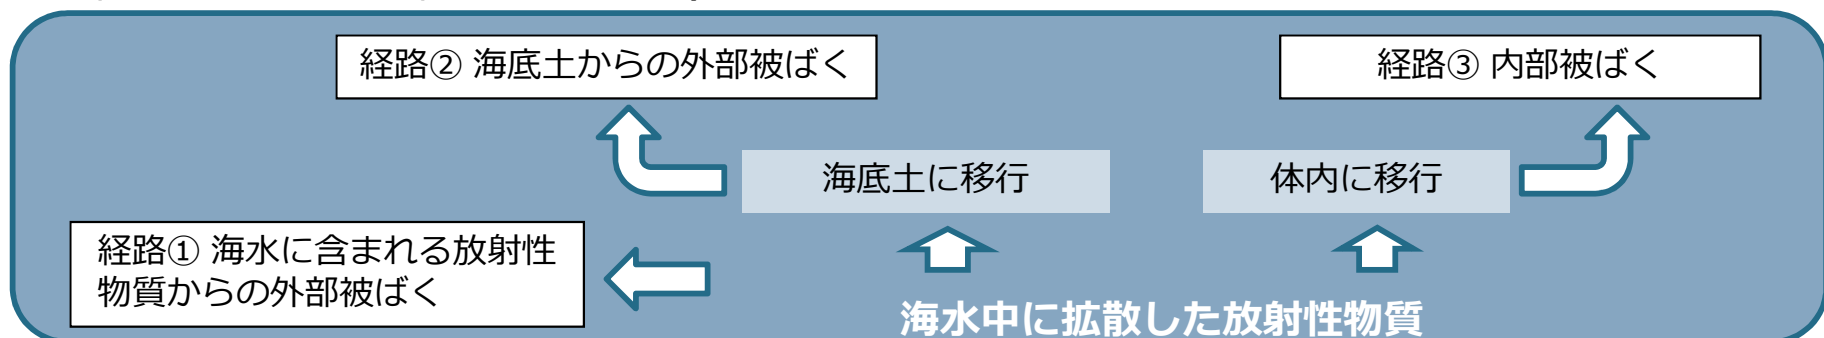 経路② 海底土からの外部被ばく
経路③ 内部被ばく
海底土に移行
体内に移行
経路① 海水に含まれる放射性
物質からの外部被ばく
海水中に拡散した放射性物質